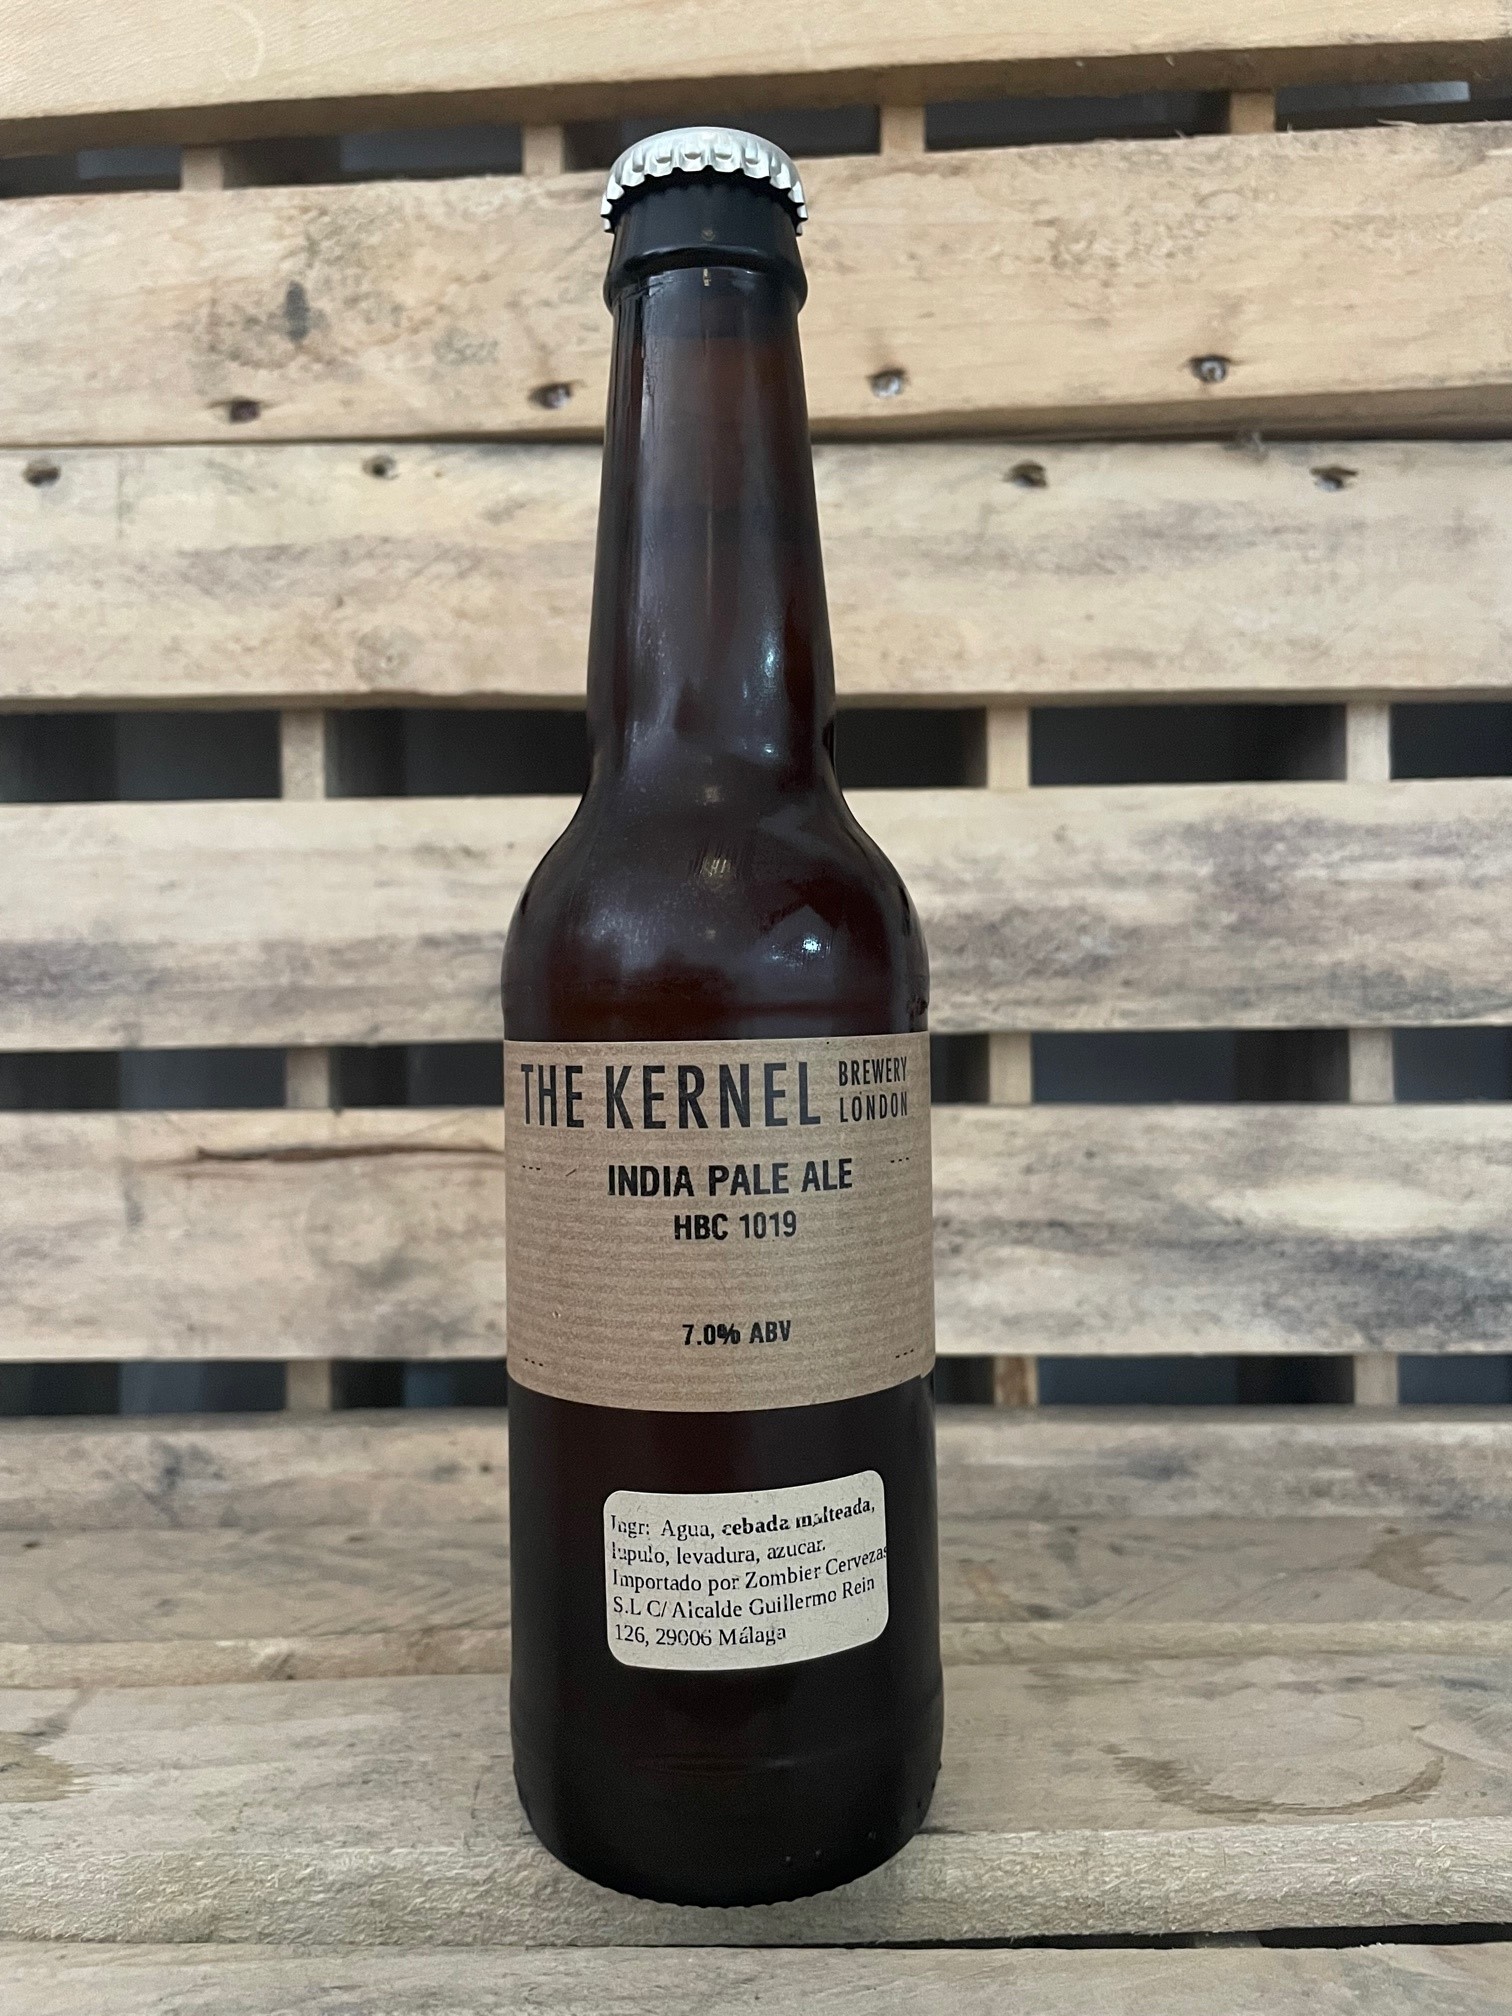 THE KERNEL BREWERY LONDON
INDIA PALE ALE
HBC 1019
7.0% ABV
Ingr: Agua, cebada malteada,
lupulo, levadura, azucar.
Importado por Zombier Cervezas
S.L C/ Alcalde Guillermo Rein
126, 29006 Málaga